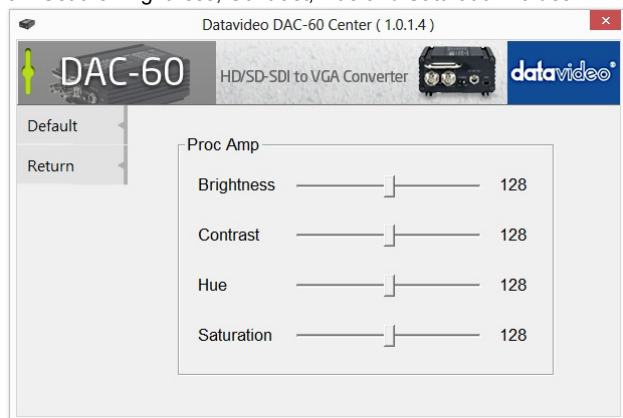 Datavideo DAC-60 Center ( 1.0.1.4 )
DAC-60
HD/SD-SDI to VGA Converter
datavideo
Default
Return
Proc Amp
Brightness 128
Contrast 128
Hue 128
Saturation 128